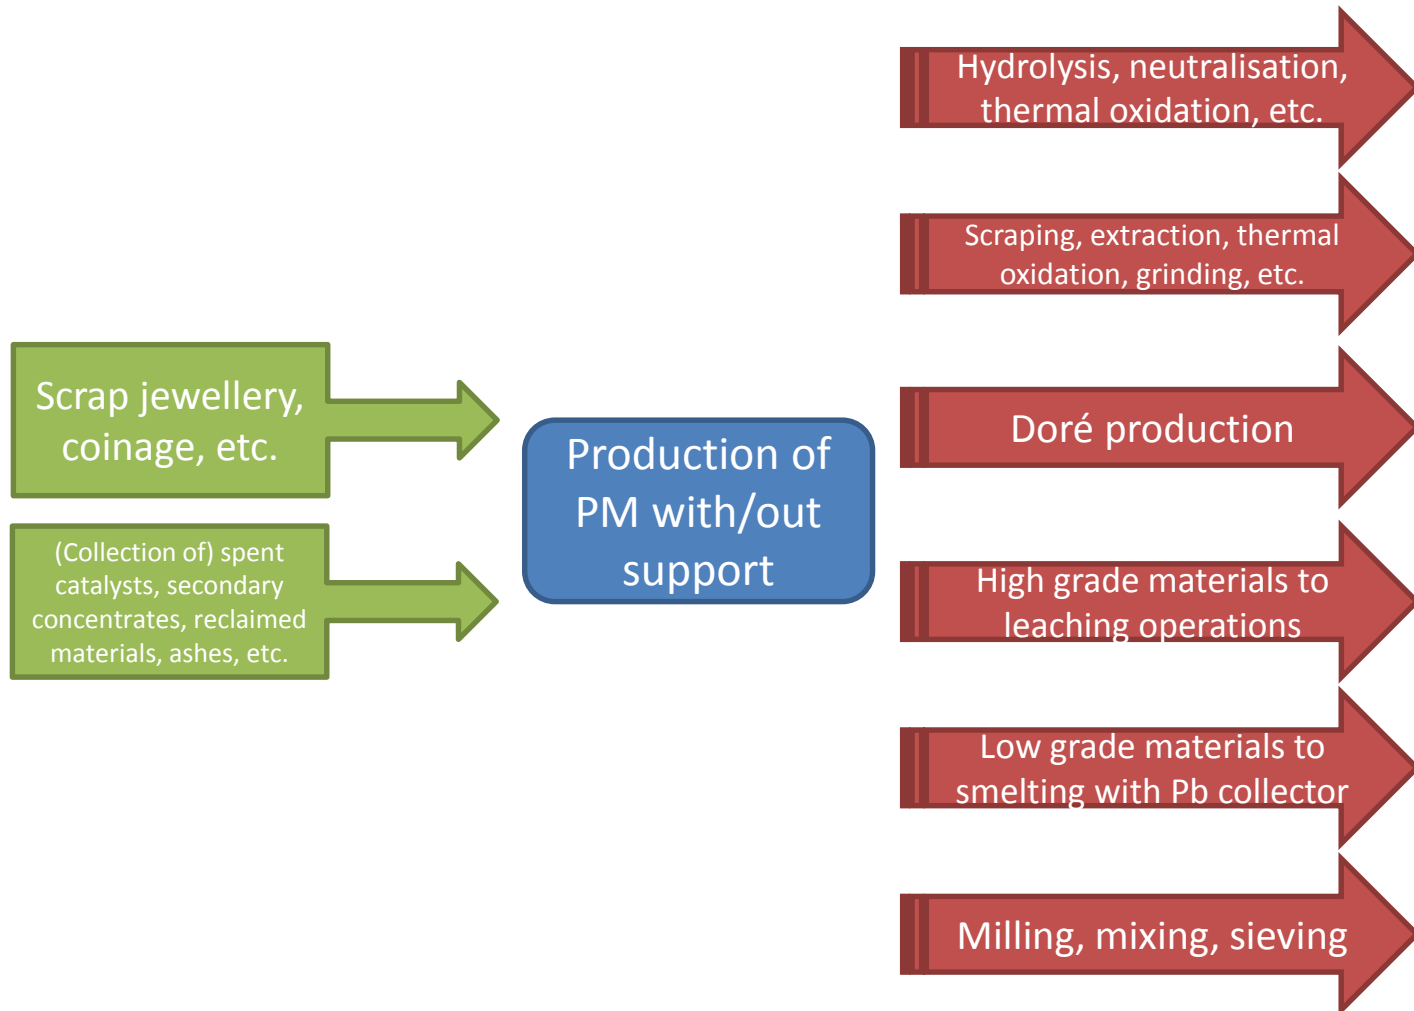 Scrap jewellery,
coinage, etc.
(Collection of) spent
catalysts, secondary
concentrates, reclaimed
materials, ashes, etc.
Production of
PM with/out
support
Hydrolysis, neutralisation,
thermal oxidation, etc.
Scraping, extraction, thermal
oxidation, grinding, etc.
Doré production
High grade materials to
leaching operations
Low grade materials to
smelting with Pb collector
Milling, mixing, sieving